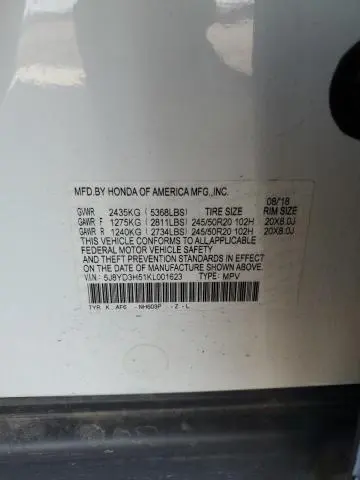 MFD.BY HONDA OF AMERICA MFG.,INC.
08/18
GVWR 2435KG (5368LBS) TIRE SIZE RIM SIZE
GAWR F 1275KG (2811LBS) 245/50R20 102H 20X8.0J
GAWR R 1240KG (2734LBS) 245/50R20 102H 20X8.0J
THIS VEHICLE CONFORMS TO ALL APPLICABLE
FEDERAL MOTOR VEHICLE SAFETY
AND THEFT PREVENTION STANDARDS IN EFFECT
ON THE DATE OF MANUFACTURE SHOWN ABOVE.
V.I.N.: 5J8YD3H51KL001623 TYPE: MPV
TYR K AF6 -NH603P -Z-L